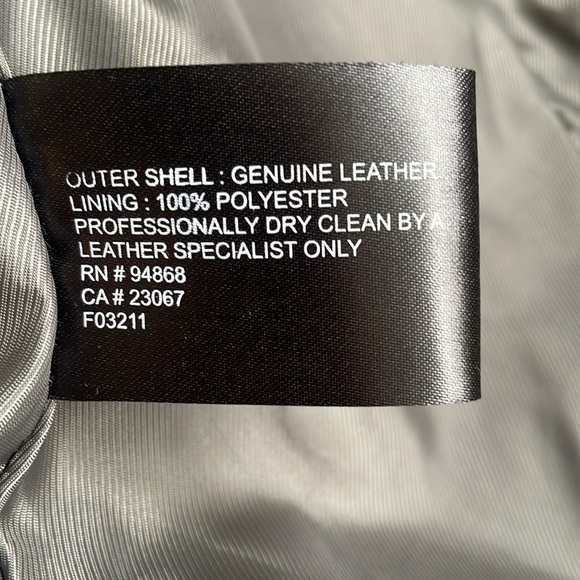 OUTER SHELL : GENUINE LEATHER
LINING : 100% POLYESTER
PROFESSIONALLY DRY CLEAN BY A
LEATHER SPECIALIST ONLY
RN # 94868
CA # 23067
F03211